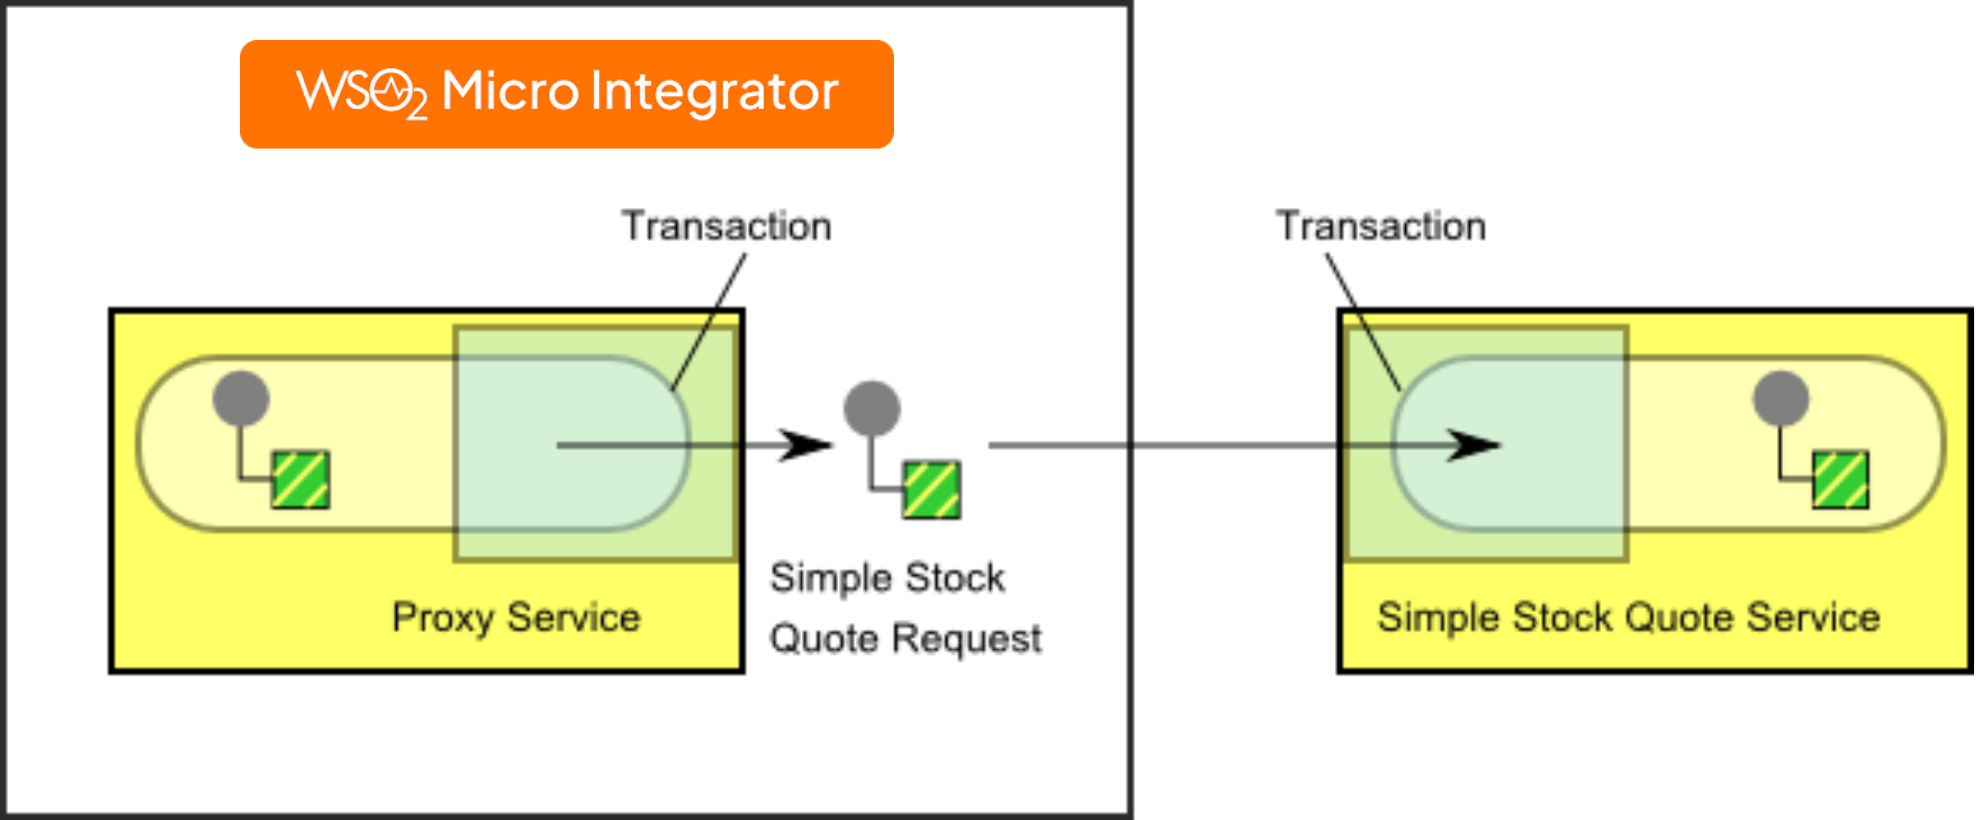 WSO2 Micro Integrator
Transaction
Transaction
Proxy Service
Simple Stock
Quote Request
Simple Stock Quote Service